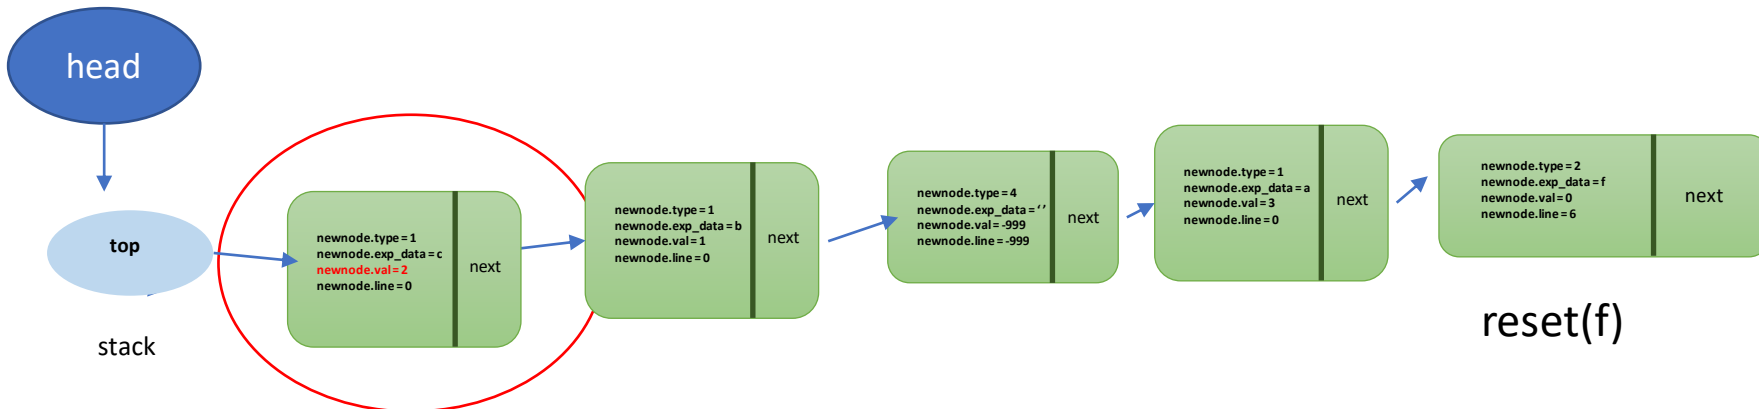 head
top
stack
newnode.type = 1
newnode.exp_data = c
newnode.val = 2
newnode.line = 0
next
newnode.type = 1
newnode.exp_data = b
newnode.val = 1
newnode.line = 0
next
newnode.type = 4
newnode.exp_data = ‘ ’
newnode.val = -999
newnode.line = -999
next
newnode.type = 1
newnode.exp_data = a
newnode.val = 3
newnode.line = 0
next
newnode.type = 2
newnode.exp_data = f
newnode.val = 0
newnode.line = 6
next
reset(f)